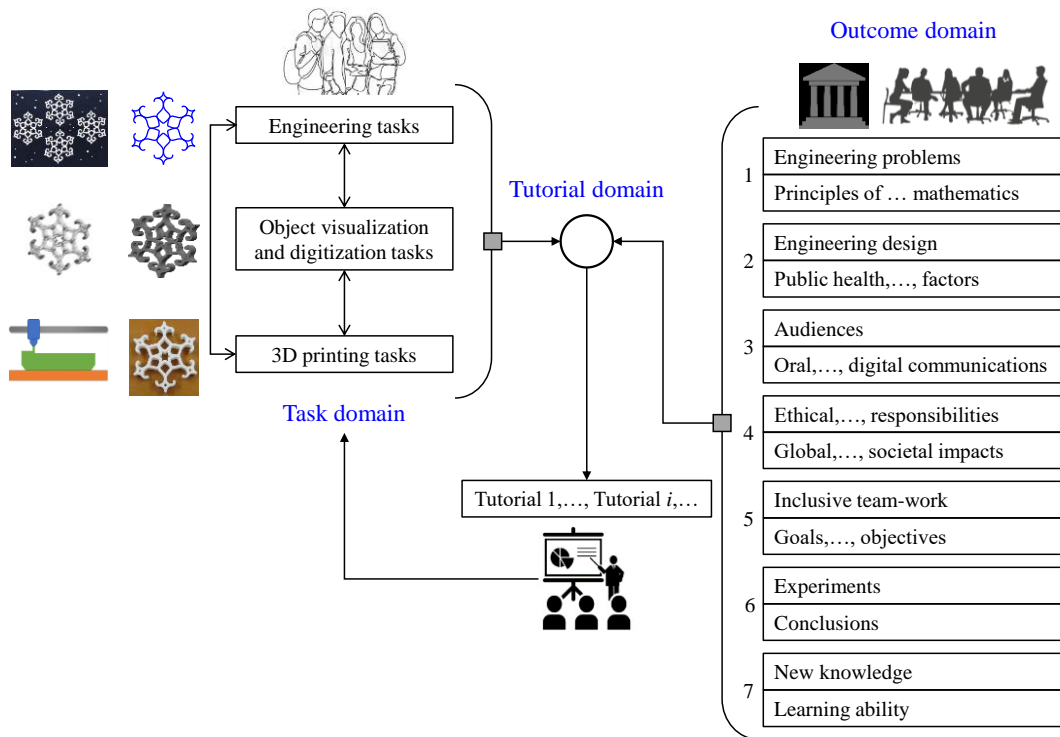 Outcome domain
Engineering tasks
Object visualization
and digitization tasks
3D printing tasks
Task domain
Tutorial domain
Tutorial 1,…, Tutorial i,…
1
Engineering problems
Principles of … mathematics
2
Engineering design
Public health,…, factors
3
Audiences
Oral,…, digital communications
4
Ethical,…, responsibilities
Global,…, societal impacts
5
Inclusive team-work
Goals,…, objectives
6
Experiments
Conclusions
7
New knowledge
Learning ability